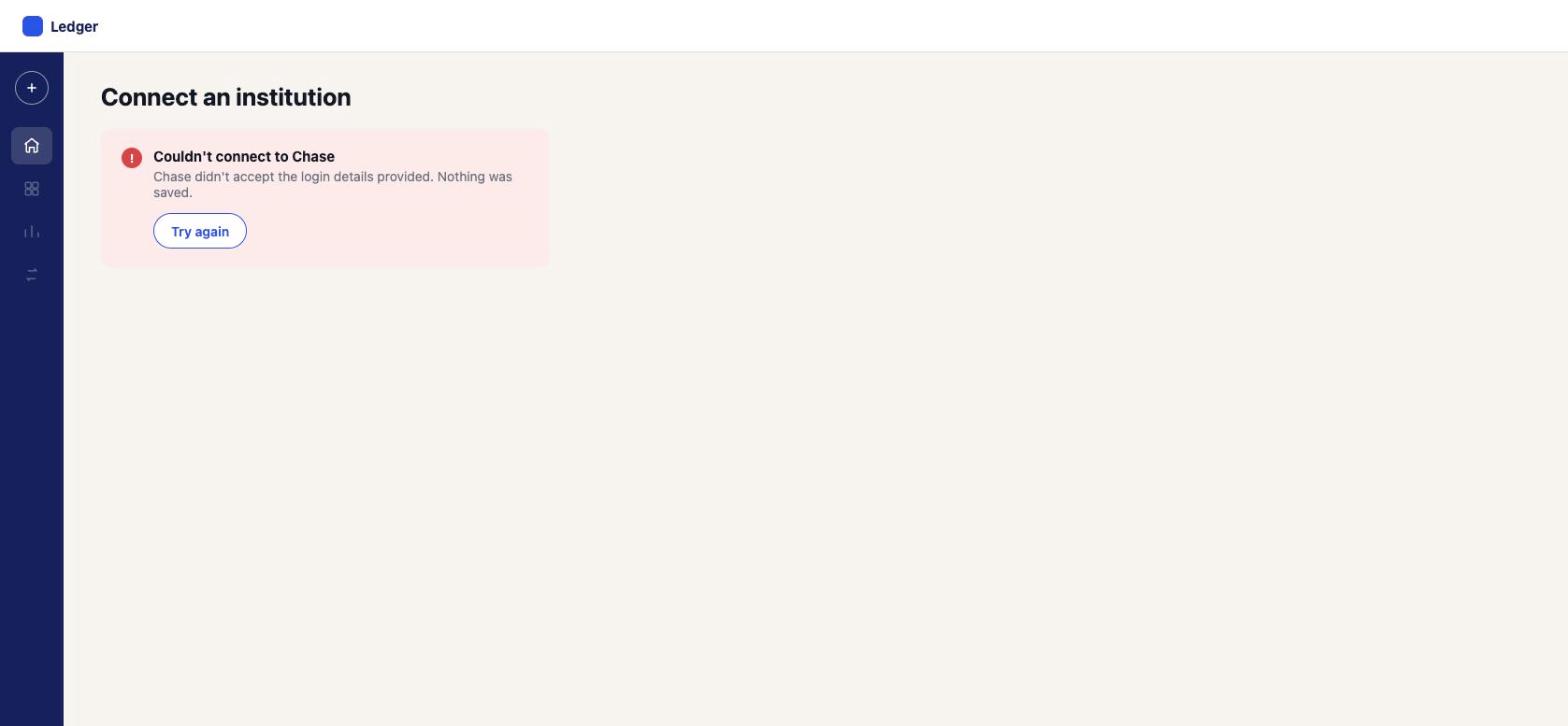 Ledger
Connect an institution
Couldn't connect to Chase
Chase didn't accept the login details provided. Nothing was
saved.
Try again